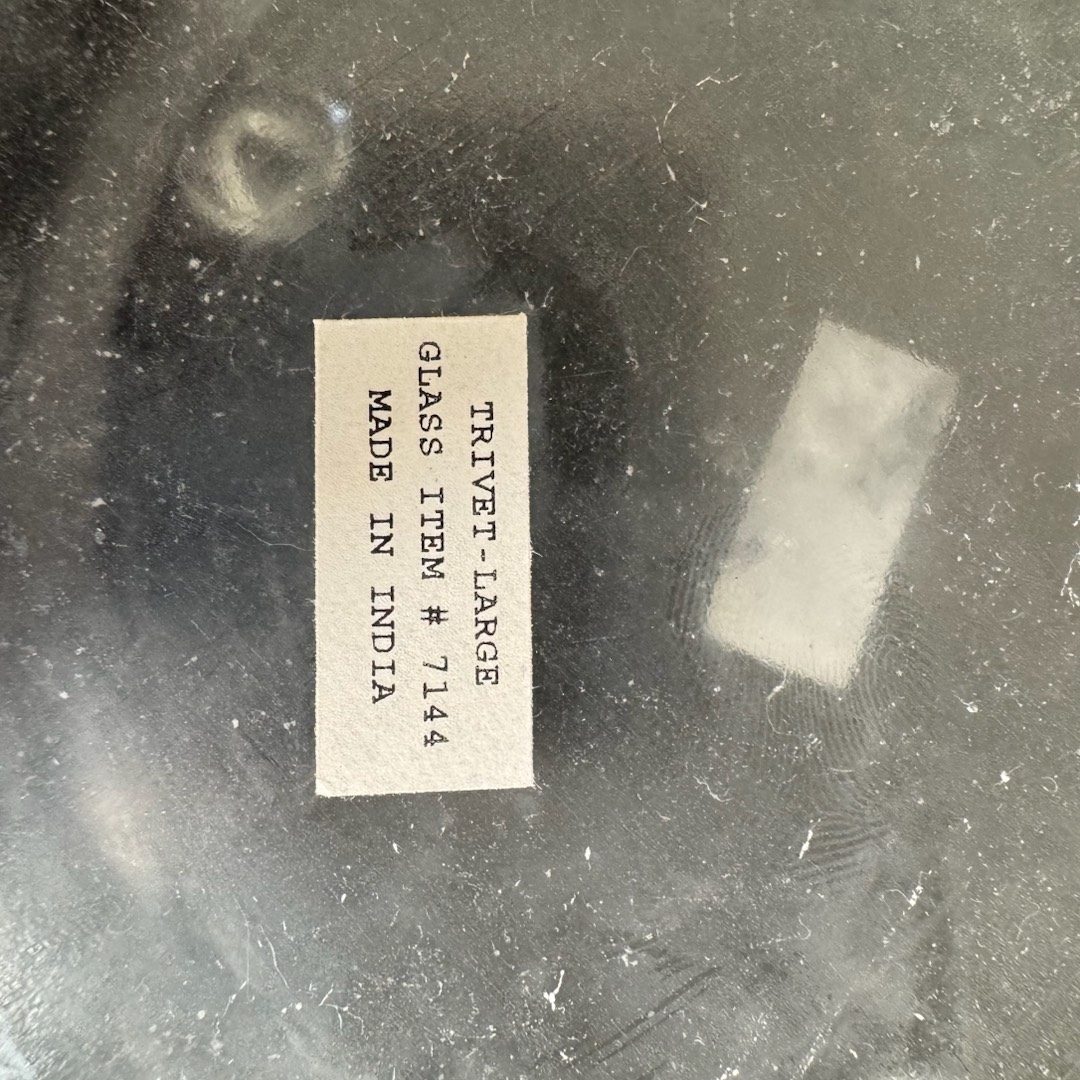 TRIVET-LARGE
GLASS ITEM # 7144
MADE IN INDIA